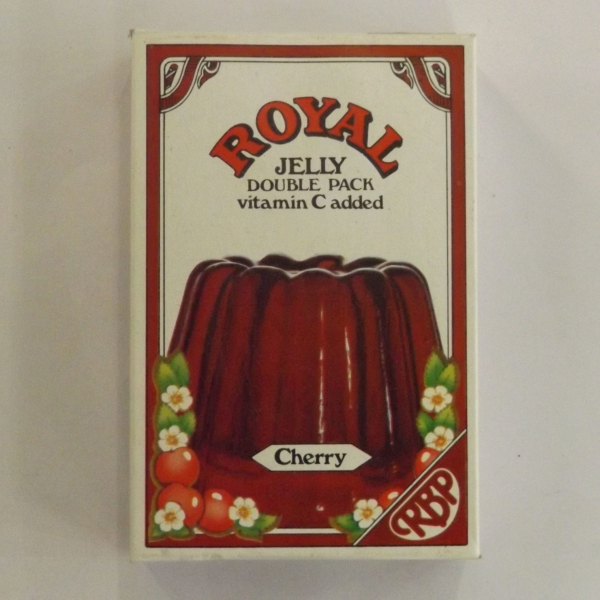 ROYAL
JELLY
DOUBLE PACK
vitamin C added
Cherry
RBP